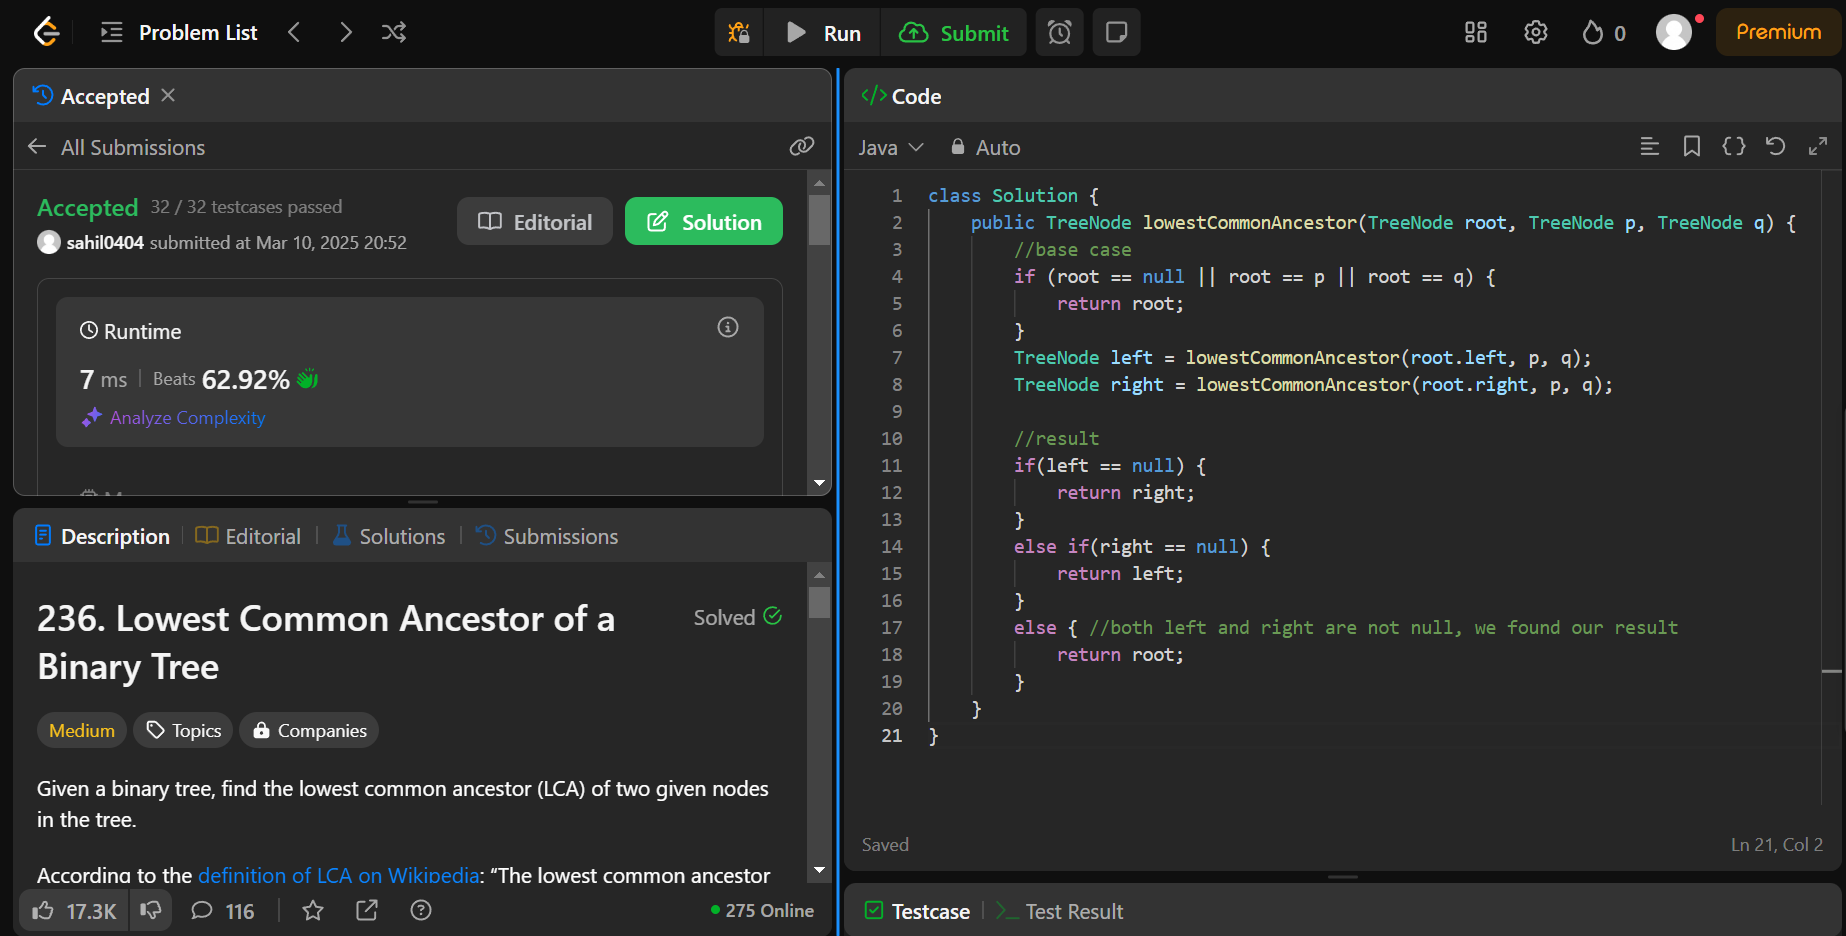 Problem List
Run
Submit
0
Premium
Accepted
All Submissions
Accepted 32 / 32 testcases passed
sahil0404 submitted at Mar 10, 2025 20:52
Editorial
Solution
Runtime
7 ms | Beats 62.92%
Analyze Complexity
Description
Editorial
Solutions
Submissions
236. Lowest Common Ancestor of a
Binary Tree
Solved
Medium
Topics
Companies
Given a binary tree, find the lowest common ancestor (LCA) of two given nodes
in the tree.
According to the definition of LCA on Wikipedia: “The lowest common ancestor
17.3K
116
275 Online
</> Code
Java
Auto
1 class Solution {
2 public TreeNode lowestCommonAncestor(TreeNode root, TreeNode p, TreeNode q) {
3 //base case
4 if (root == null || root == p || root == q) {
5 return root;
6 }
7 TreeNode left = lowestCommonAncestor(root.left, p, q);
8 TreeNode right = lowestCommonAncestor(root.right, p, q);
9
10 //result
11 if(left == null) {
12 return right;
13 }
14 else if(right == null) {
15 return left;
16 }
17 else { //both left and right are not null, we found our result
18 return root;
19 }
20 }
21 }
Saved
Ln 21, Col 2
Testcase
Test Result